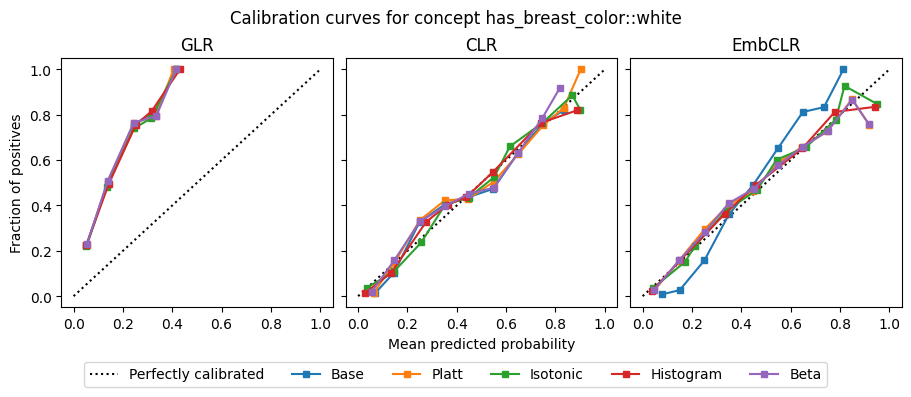 Calibration curves for concept has_breast_color::white
GLR
CLR
EmbCLR
Fraction of positives
1.0
0.8
0.6
0.4
0.2
0.0
0.0 0.2 0.4 0.6 0.8 1.0
0.0 0.2 0.4 0.6 0.8 1.0
0.0 0.2 0.4 0.6 0.8 1.0
Mean predicted probability
Perfectly calibrated Base Platt Isotonic Histogram Beta